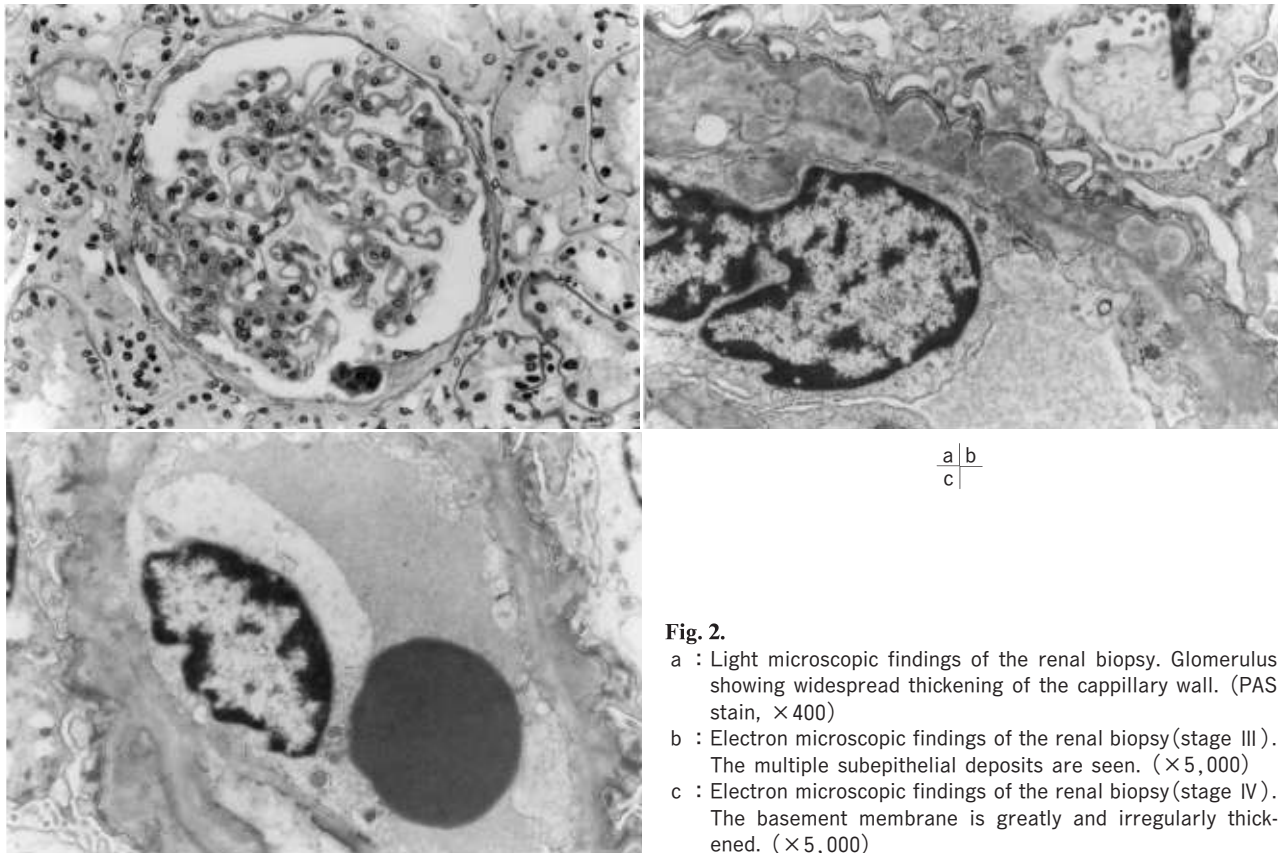 a b
c
Fig. 2.
a : Light microscopic findings of the renal biopsy. Glomerulus
showing widespread thickening of the cappillary wall. (PAS
stain, ×400)
b : Electron microscopic findings of the renal biopsy (stage III).
The multiple subepithelial deposits are seen. (×5,000)
c : Electron microscopic findings of the renal biopsy (stage IV).
The basement membrane is greatly and irregularly thick-
ened. (×5,000)